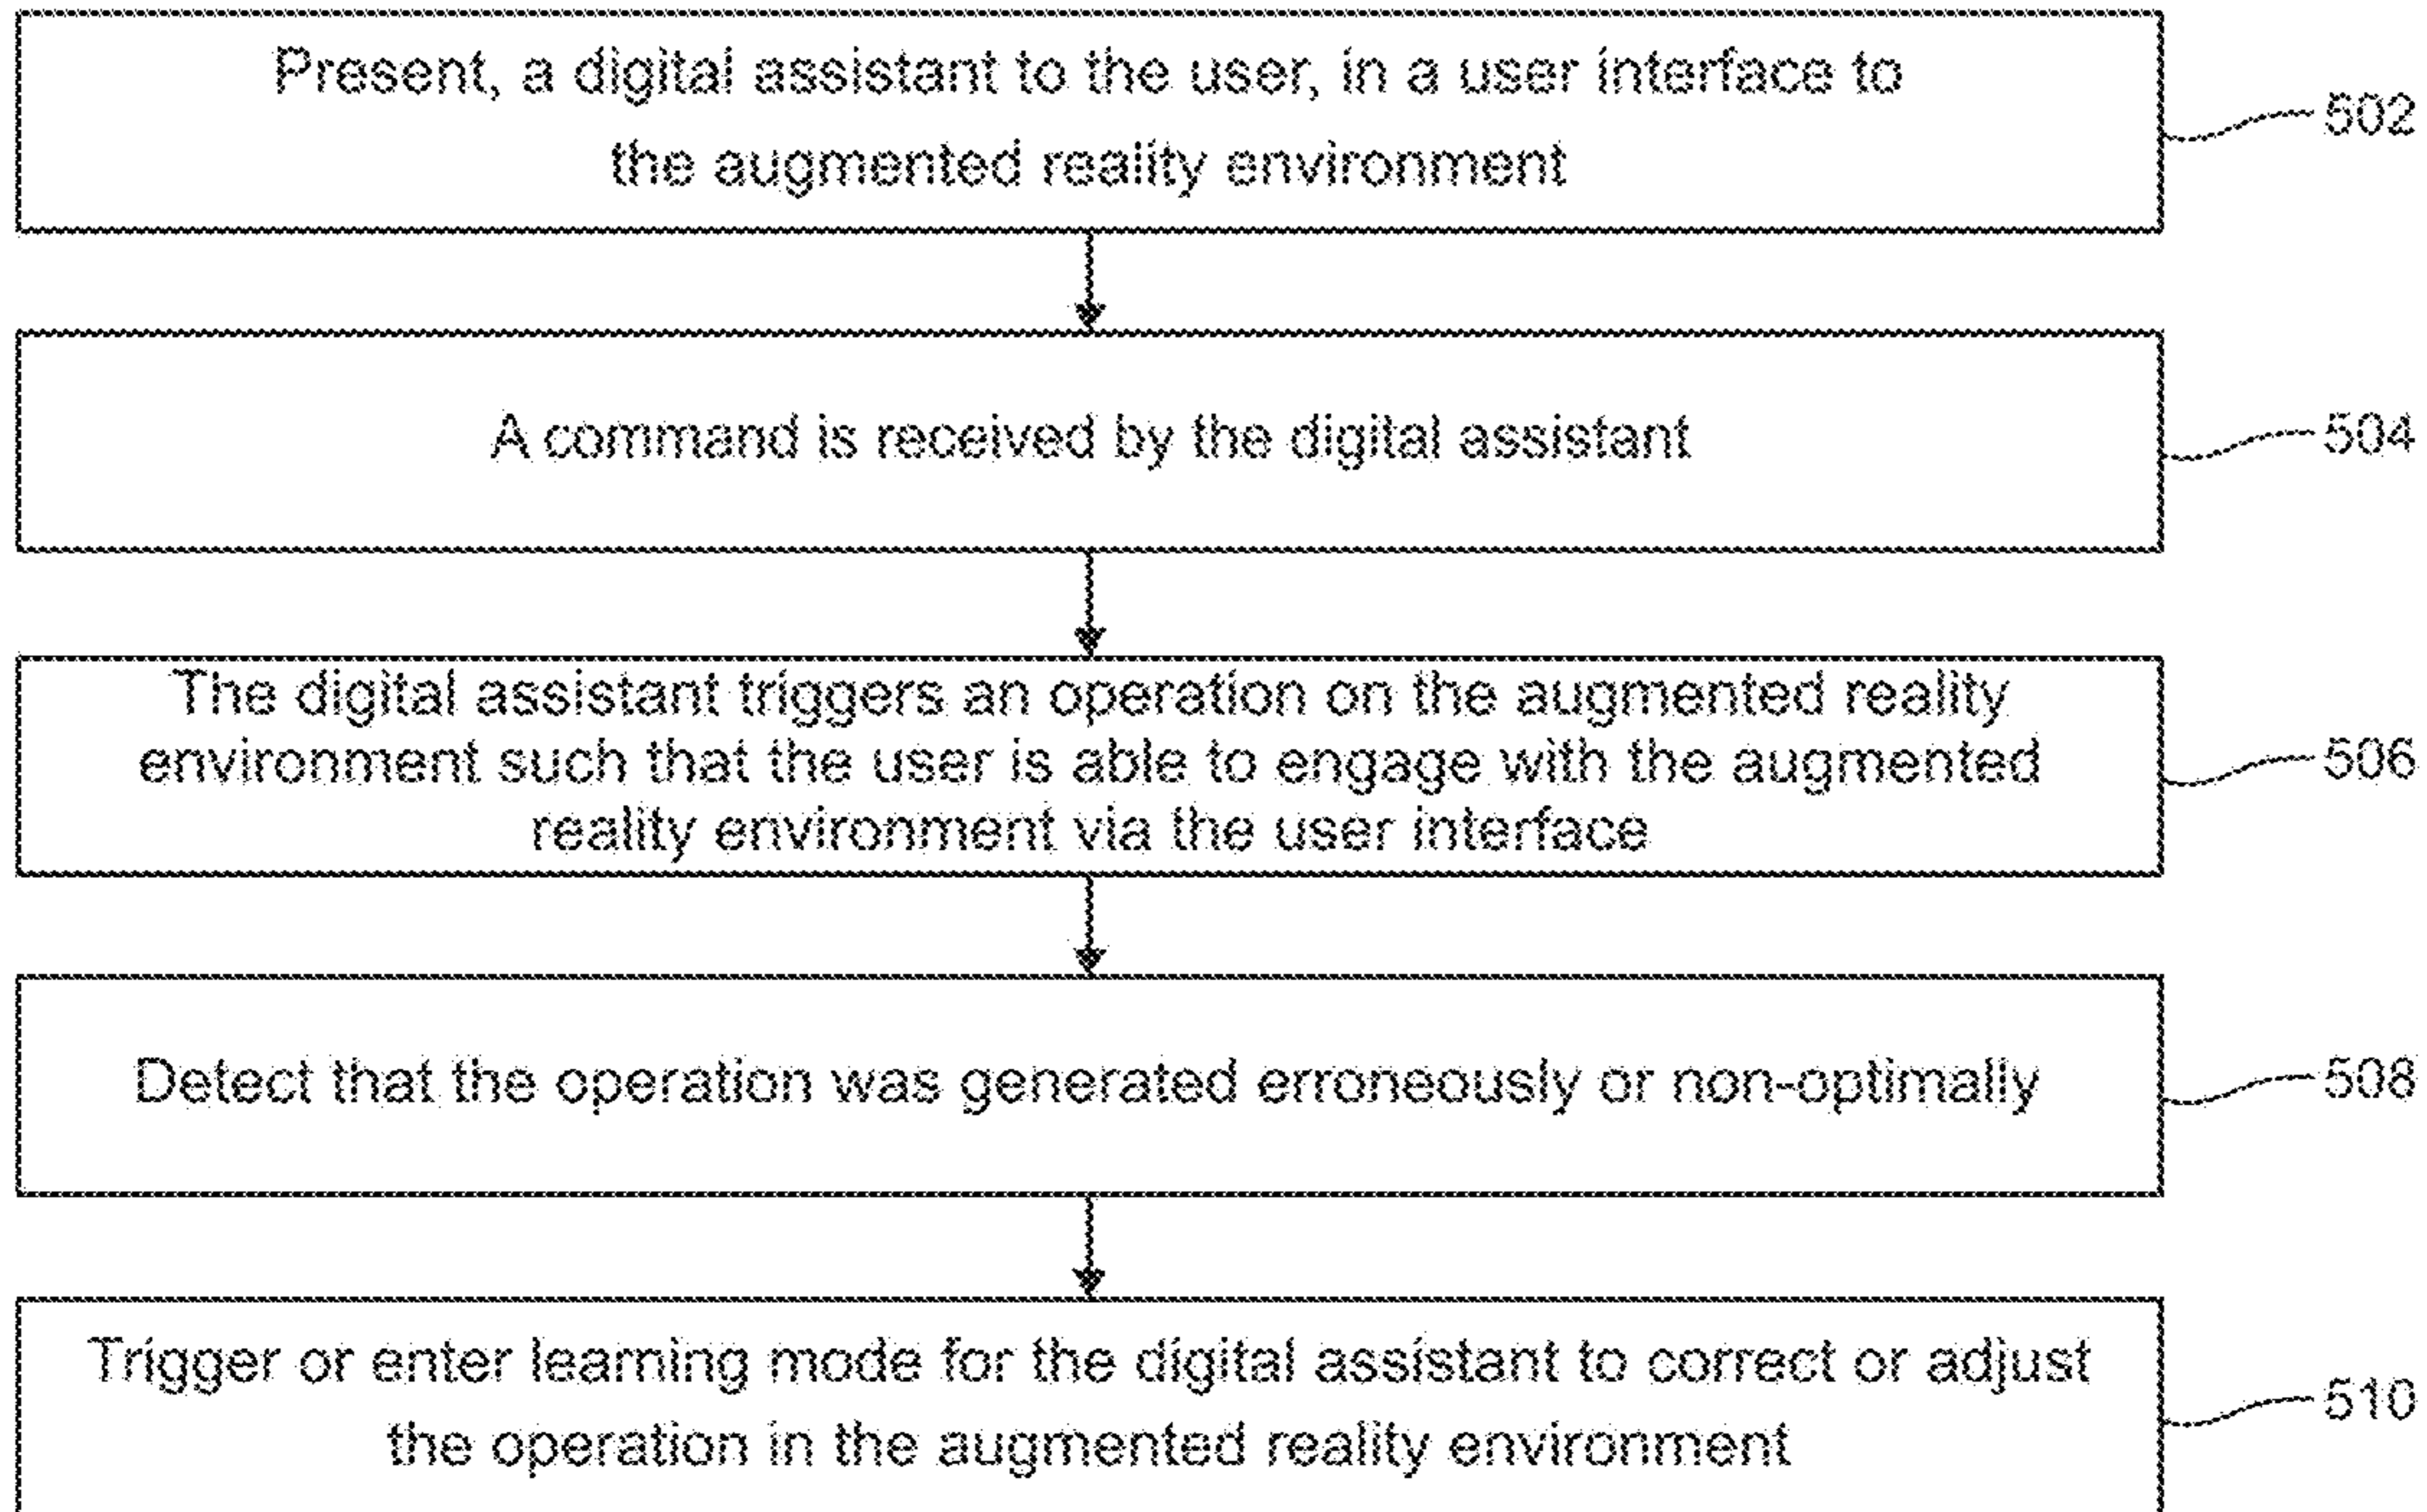 Present, a digital assistant to the user, in a user interface to
the augmented reality environment
502
A command is received by the digital assistant
504
The digital assistant triggers an operation on the augmented reality
environment such that the user is able to engage with the augmented
reality environment via the user interface
506
Detect that the operation was generated erroneously or non-optimally
508
Trigger or enter learning mode for the digital assistant to correct or adjust
the operation in the augmented reality environment
510